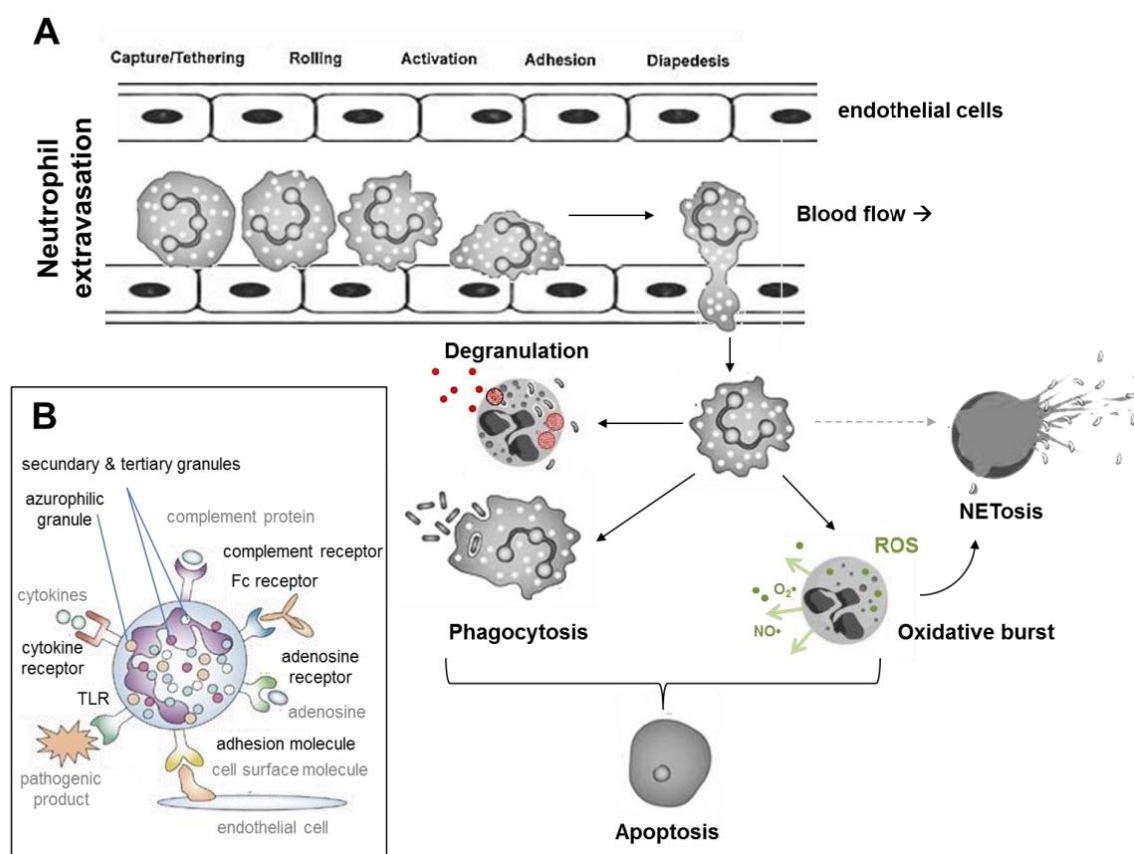 A
Capture/Tethering Rolling Activation Adhesion Diapedesis
endothelial cells
Neutrophil
extravasation
Blood flow →
Degranulation
NETosis
Phagocytosis
ROS
O2•
NO•
Oxidative burst
Apoptosis
B
secundary & tertiary granules
azurophilic
granule
complement protein
complement receptor
Fc receptor
cytokines
cytokine
receptor
adenosine
receptor
TLR
adenosine
adhesion molecule
cell surface molecule
pathogenic
product
endothelial cell